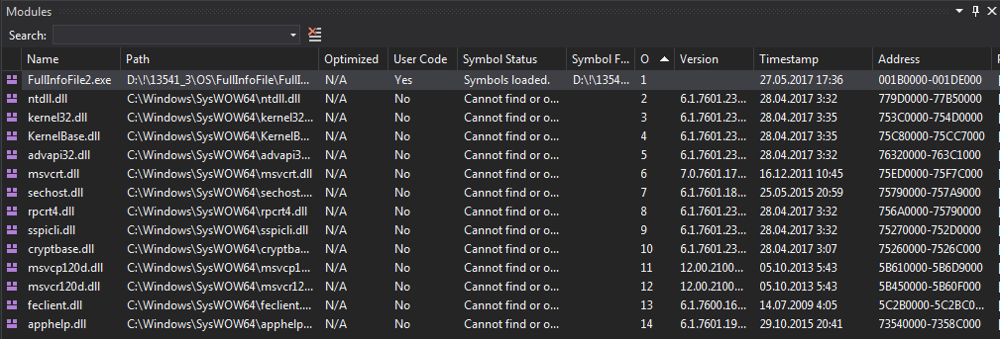 Modules
Search:
Name Path Optimized User Code Symbol Status Symbol F... O Version Timestamp Address
FullInfoFile2.exe D:\!\13541_3\OS\FullInfoFile\FullI... N/A Yes Symbols loaded. D:\!\1354... 1 27.05.2017 17:36 001B0000-001DE000
ntdll.dll C:\Windows\SysWOW64\ntdll.dll N/A No Cannot find or o... 2 6.1.7601.23... 28.04.2017 3:32 779D0000-77B50000
kernel32.dll C:\Windows\SysWOW64\kernel32... N/A No Cannot find or o... 3 6.1.7601.23... 28.04.2017 3:35 753C0000-754D0000
KernelBase.dll C:\Windows\SysWOW64\KernelB... N/A No Cannot find or o... 4 6.1.7601.23... 28.04.2017 3:35 75C80000-75CC7000
advapi32.dll C:\Windows\SysWOW64\advapi3... N/A No Cannot find or o... 5 6.1.7601.23... 28.04.2017 3:32 76320000-763C1000
msvcrt.dll C:\Windows\SysWOW64\msvcrt.dll N/A No Cannot find or o... 6 7.0.7601.17... 16.12.2011 10:45 75ED0000-75F7C000
sechost.dll C:\Windows\SysWOW64\sechost.... N/A No Cannot find or o... 7 6.1.7601.18... 25.05.2015 20:59 75790000-757A9000
rpcrt4.dll C:\Windows\SysWOW64\rpcrt4.dll N/A No Cannot find or o... 8 6.1.7601.23... 28.04.2017 3:32 756A0000-75790000
sspicli.dll C:\Windows\SysWOW64\sspicli.dll N/A No Cannot find or o... 9 6.1.7601.23... 28.04.2017 3:32 75270000-752D0000
cryptbase.dll C:\Windows\SysWOW64\cryptba... N/A No Cannot find or o... 10 6.1.7601.23... 28.04.2017 3:07 75260000-7526C000
msvcp120d.dll C:\Windows\SysWOW64\msvcp1... N/A No Cannot find or o... 11 12.00.2100... 05.10.2013 5:43 5B610000-5B6D9000
msvcr120d.dll C:\Windows\SysWOW64\msvcr12... N/A No Cannot find or o... 12 12.00.2100... 05.10.2013 5:43 5B450000-5B60F000
feclient.dll C:\Windows\SysWOW64\feclient.... N/A No Cannot find or o... 13 6.1.7600.16... 14.07.2009 4:05 5C2B0000-5C2BC0...
apphelp.dll C:\Windows\SysWOW64\apphelp... N/A No Cannot find or o... 14 6.1.7601.19... 29.10.2015 20:41 73540000-7358C000